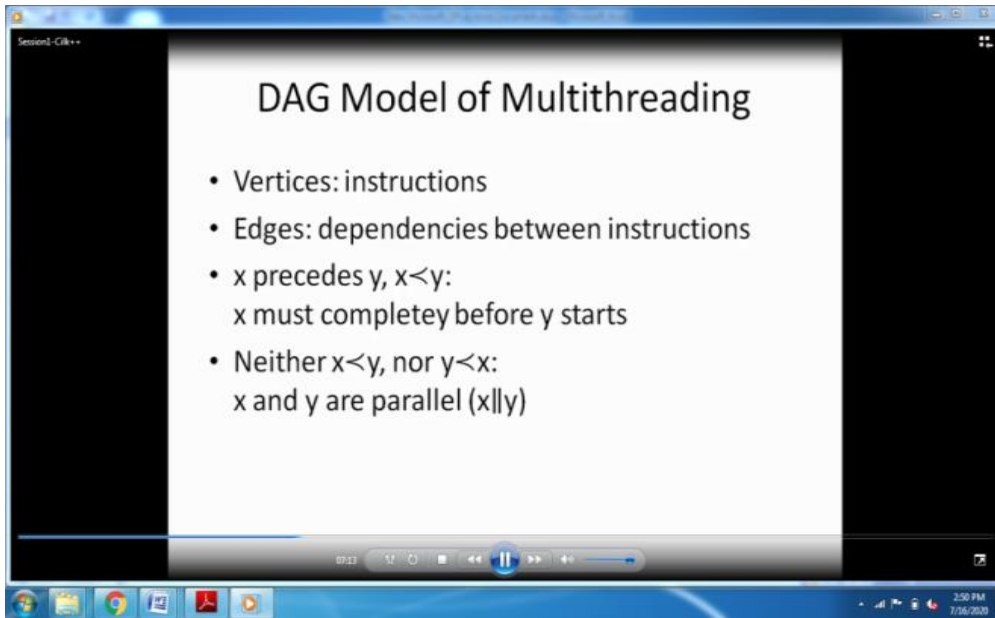 Session1-Cilk++
DAG Model of Multithreading
• Vertices: instructions
• Edges: dependencies between instructions
• x precedes y, x≺y:
x must completey before y starts
• Neither x≺y, nor y≺x:
x and y are parallel (x∥y)
07:13
2:50 PM
7/16/2020